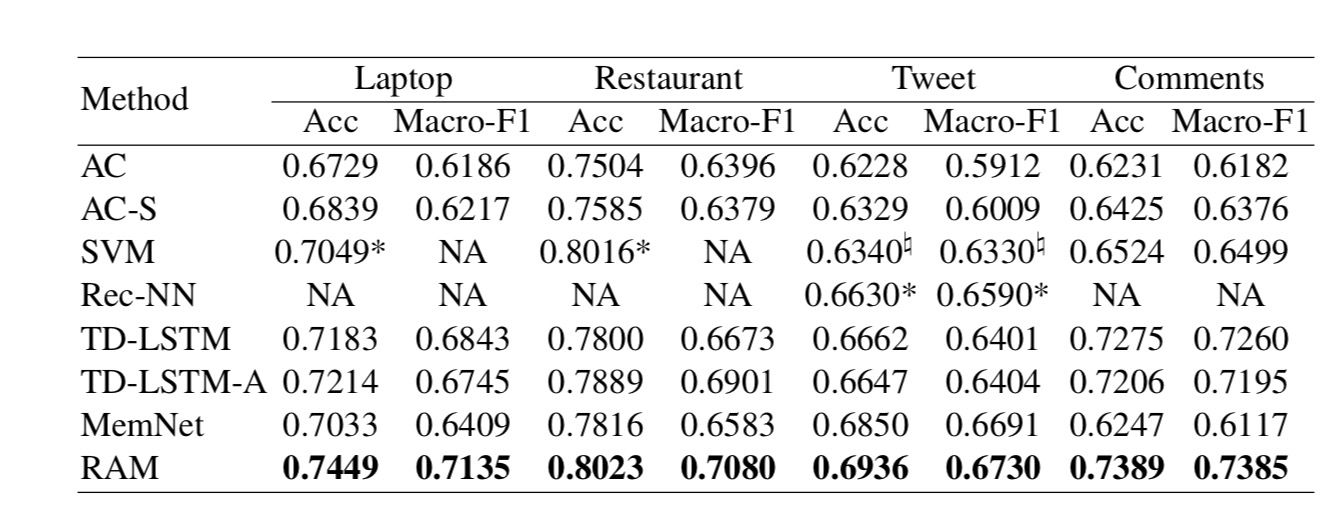 Method Laptop Restaurant Tweet Comments
Acc Macro-F1 Acc Macro-F1 Acc Macro-F1 Acc Macro-F1
AC 0.6729 0.6186 0.7504 0.6396 0.6228 0.5912 0.6231 0.6182
AC-S 0.6839 0.6217 0.7585 0.6379 0.6329 0.6009 0.6425 0.6376
SVM 0.7049* NA 0.8016* NA 0.6340♮ 0.6330♮ 0.6524 0.6499
Rec-NN NA NA NA NA 0.6630* 0.6590* NA NA
TD-LSTM 0.7183 0.6843 0.7800 0.6673 0.6662 0.6401 0.7275 0.7260
TD-LSTM-A 0.7214 0.6745 0.7889 0.6901 0.6647 0.6404 0.7206 0.7195
MemNet 0.7033 0.6409 0.7816 0.6583 0.6850 0.6691 0.6247 0.6117
RAM 0.7449 0.7135 0.8023 0.7080 0.6936 0.6730 0.7389 0.7385